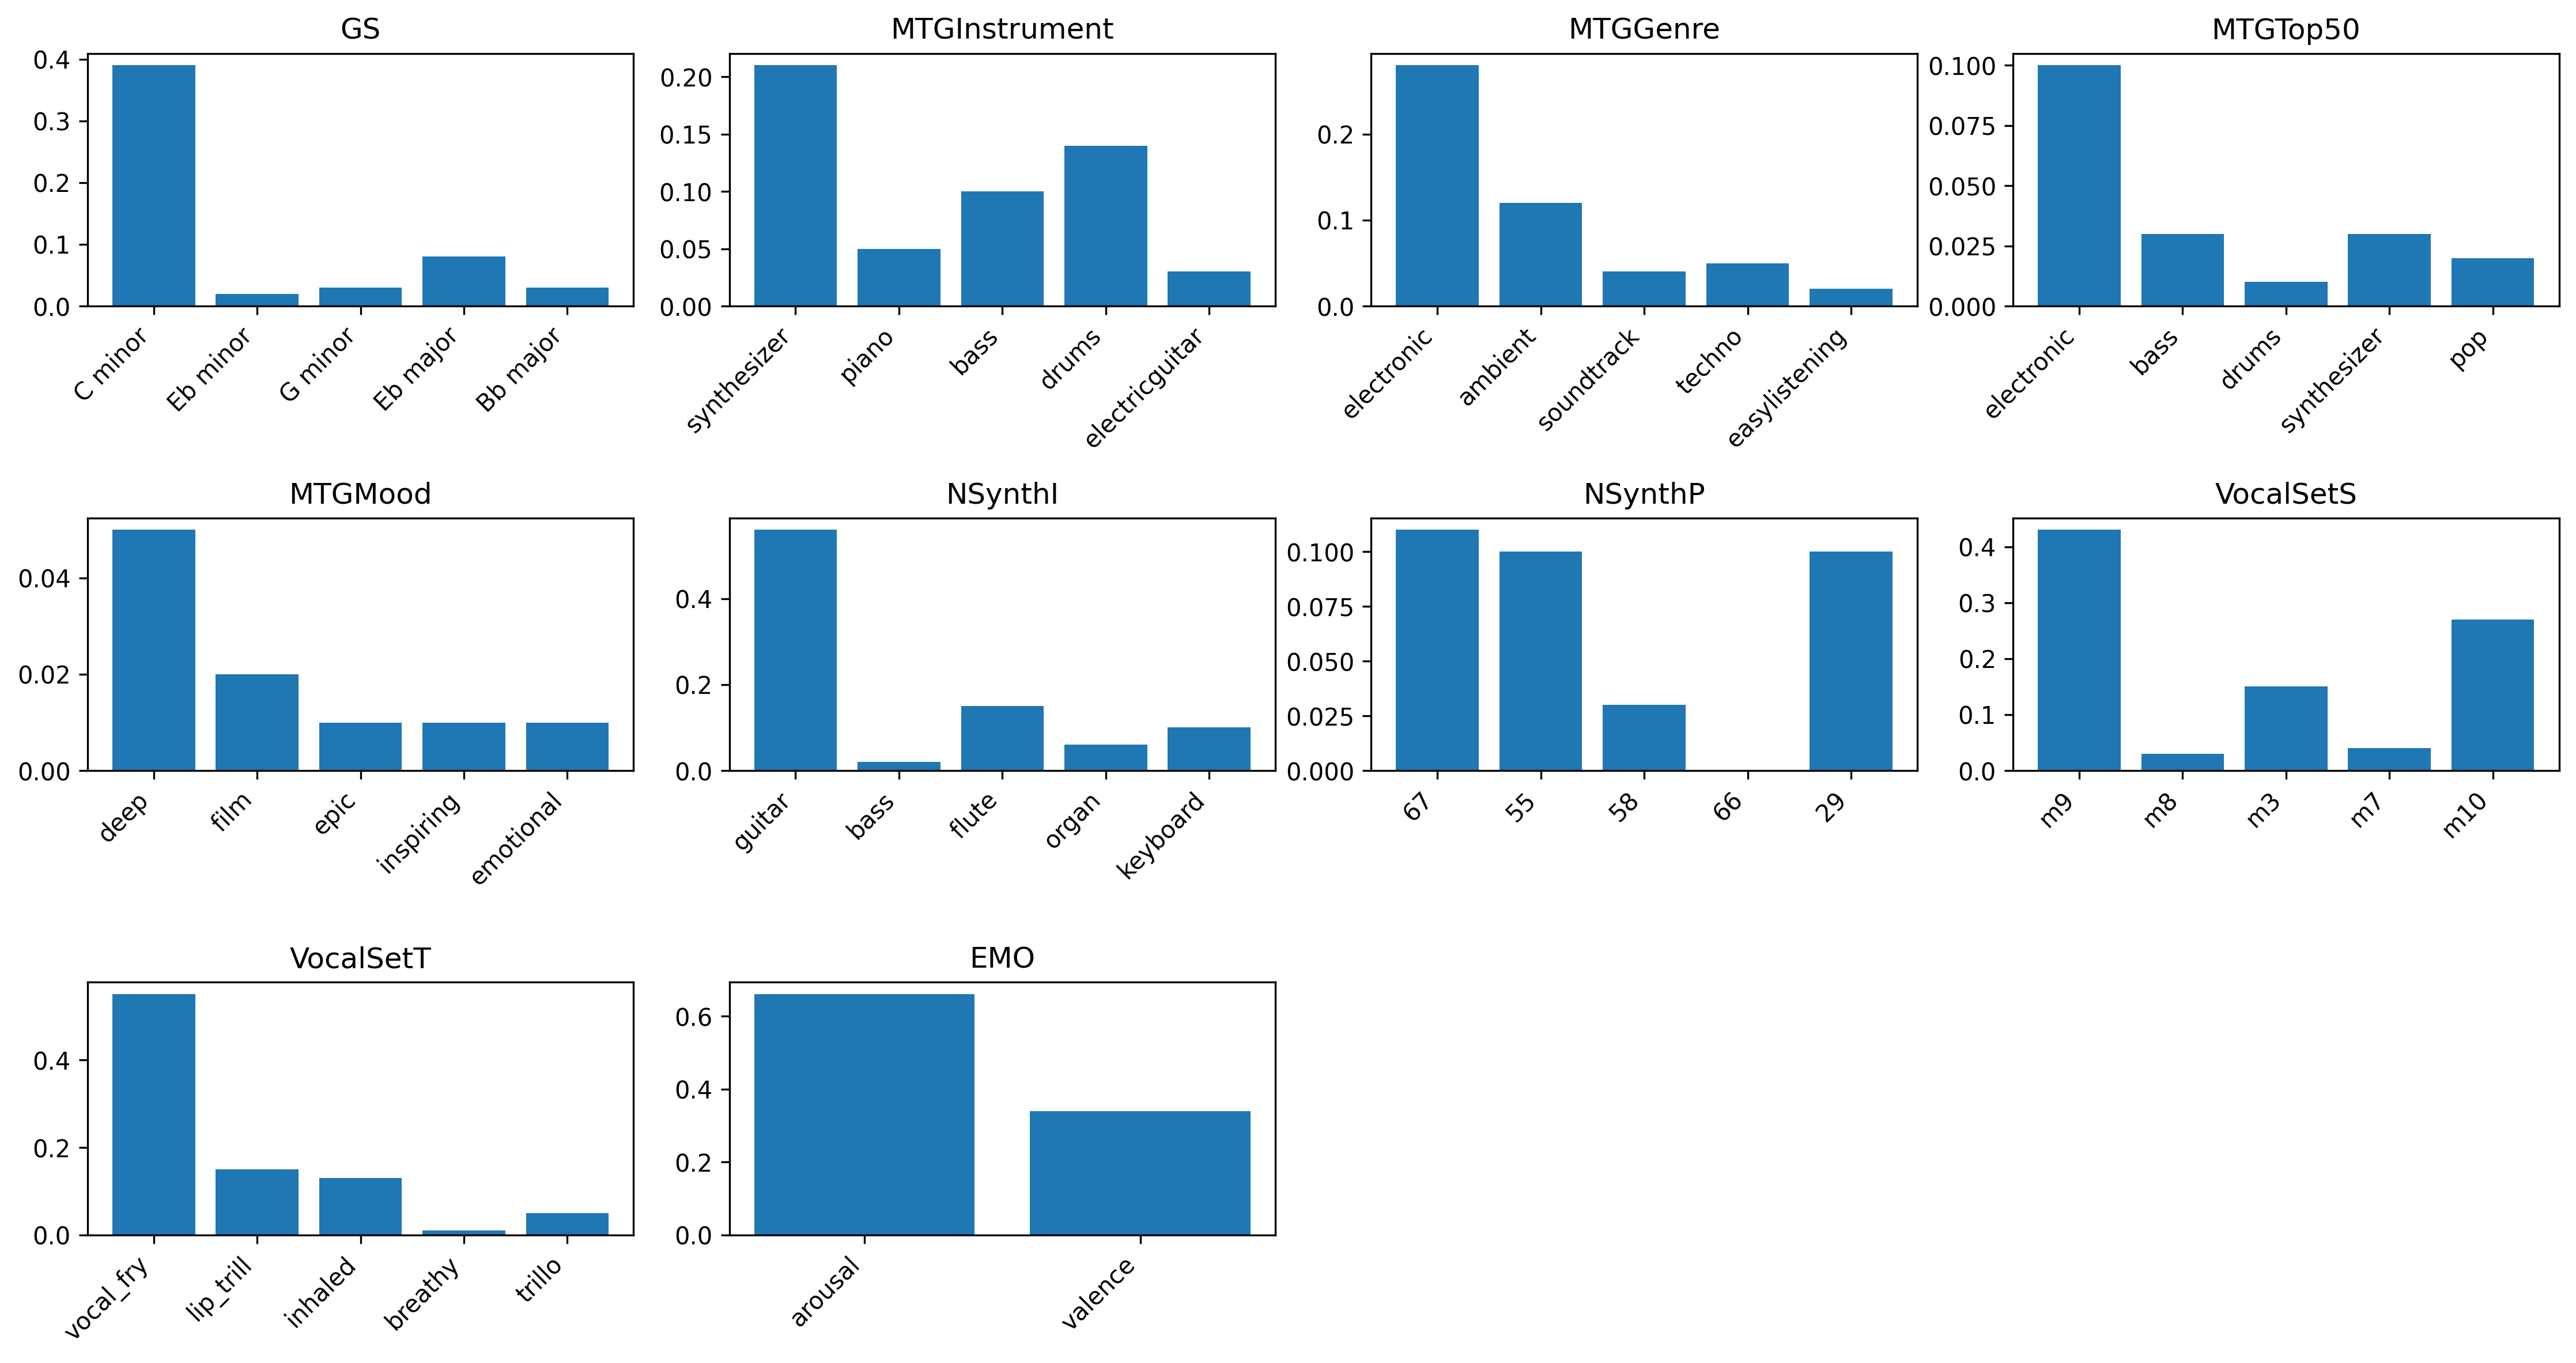 GS
0.4
0.3
0.2
0.1
0.0
C minor
Eb minor
G minor
Eb major
Bb major
MTGInstrument
0.20
0.15
0.10
0.05
0.00
synthesizer
piano
bass
drums
electricguitar
MTGGenre
0.2
0.1
0.0
electronic
ambient
soundtrack
techno
easylistening
MTGTop50
0.100
0.075
0.050
0.025
0.000
electronic
bass
drums
synthesizer
pop
MTGMood
0.04
0.02
0.00
deep
film
epic
inspiring
emotional
NSynthI
0.4
0.2
0.0
guitar
bass
flute
organ
keyboard
NSynthP
0.100
0.075
0.050
0.025
0.000
67
55
58
66
29
VocalSetS
0.4
0.3
0.2
0.1
0.0
m9
m8
m3
m7
m10
VocalSetT
0.4
0.2
0.0
vocal_fry
lip_trill
inhaled
breathy
trillo
EMO
0.6
0.4
0.2
0.0
arousal
valence